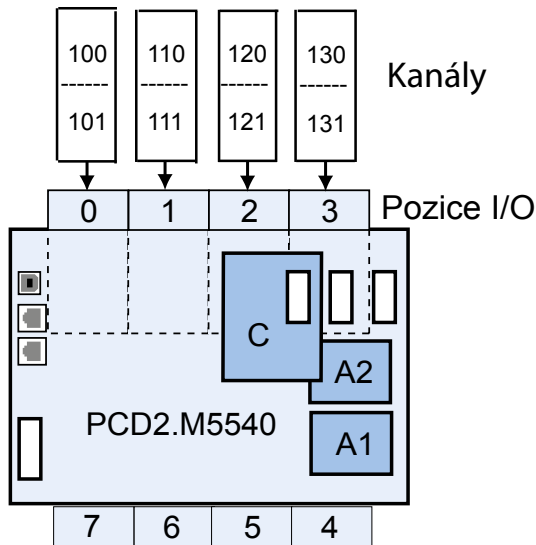 100 110 120 130
------ ------ ------ ------
101 111 121 131
Kanály
0 1 2 3 Pozice I/O
C
A2
PCD2.M5540
A1
7 6 5 4